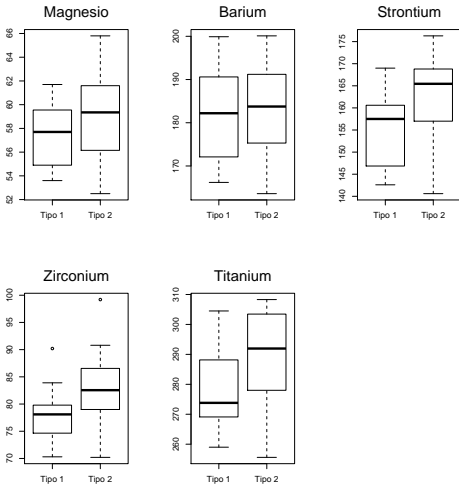 Magnesio
Barium
Strontium
52 54 56 58 60 62 64 66
170 180 190 200
140 145 150 155 160 165 170 175
Tipo 1 Tipo 2
Tipo 1 Tipo 2
Tipo 1 Tipo 2
Zirconium
Titanium
70 75 80 85 90 95 100
260 270 280 290 300 310
Tipo 1 Tipo 2
Tipo 1 Tipo 2